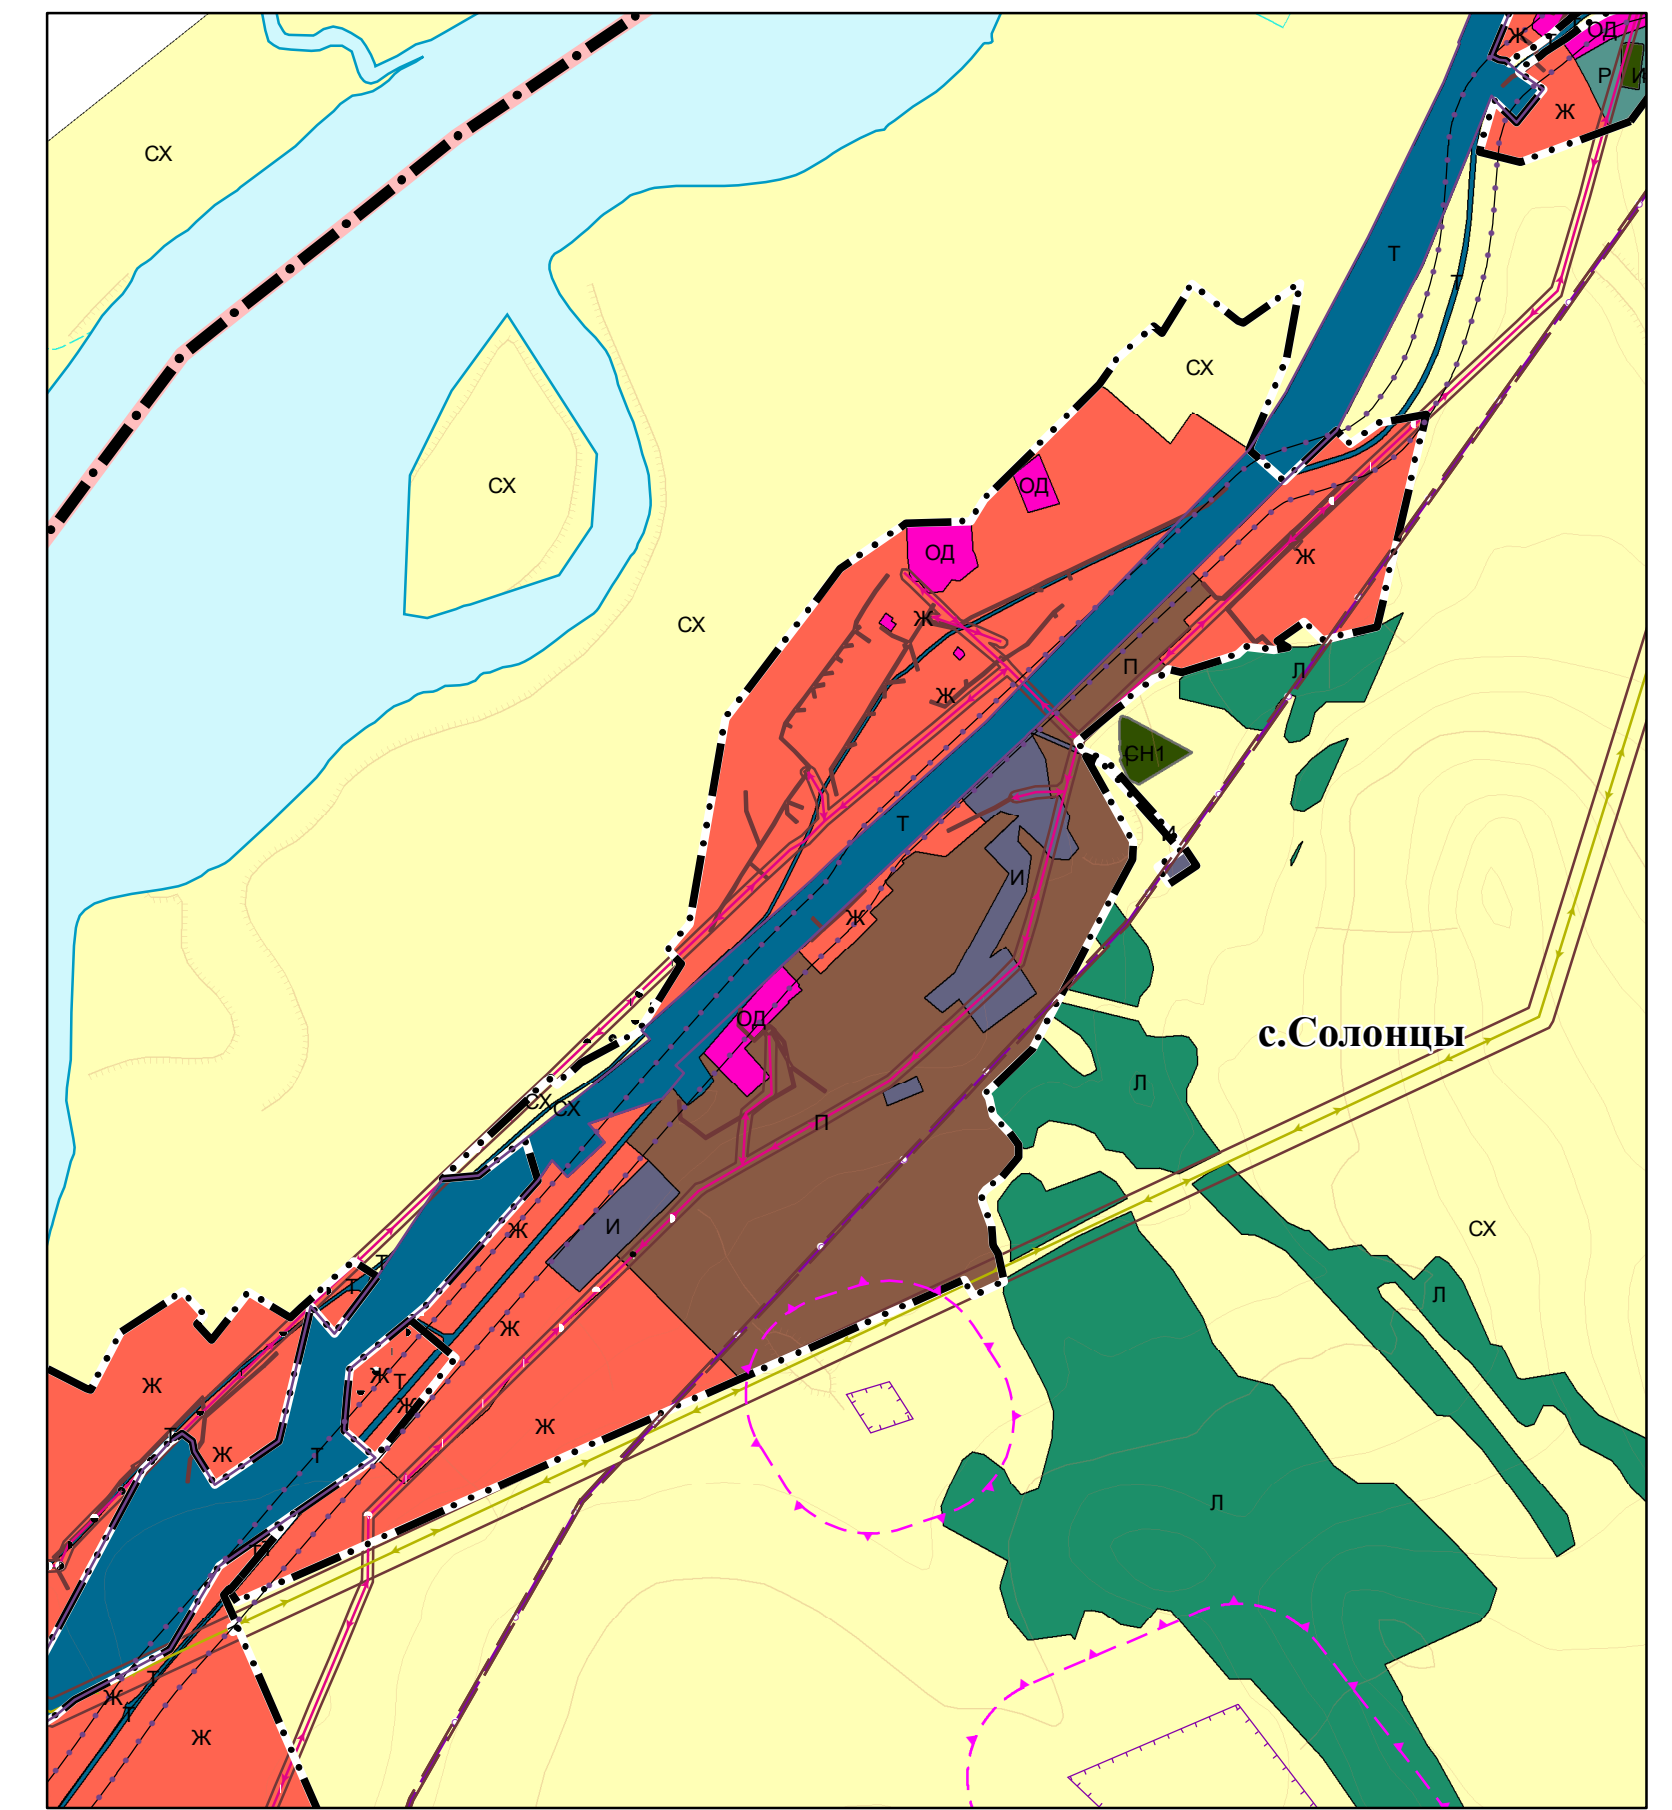 Ж
Т
ОД
Р
И
Ж
СХ
Т
Т
СХ
СХ
ОД
ОД
Ж
Ж
СХ
П
Л
Ж
СН1
Т
И
И
Ж
ОД
с.Солонцы
Л
СХ
СХ
П
И
Ж
СХ
Т
Т
Л
Ж
Ж
Т
Ж
Ж
Ж
Т
Ж
Т
Л
Т
Т
Ж
Т
Ж